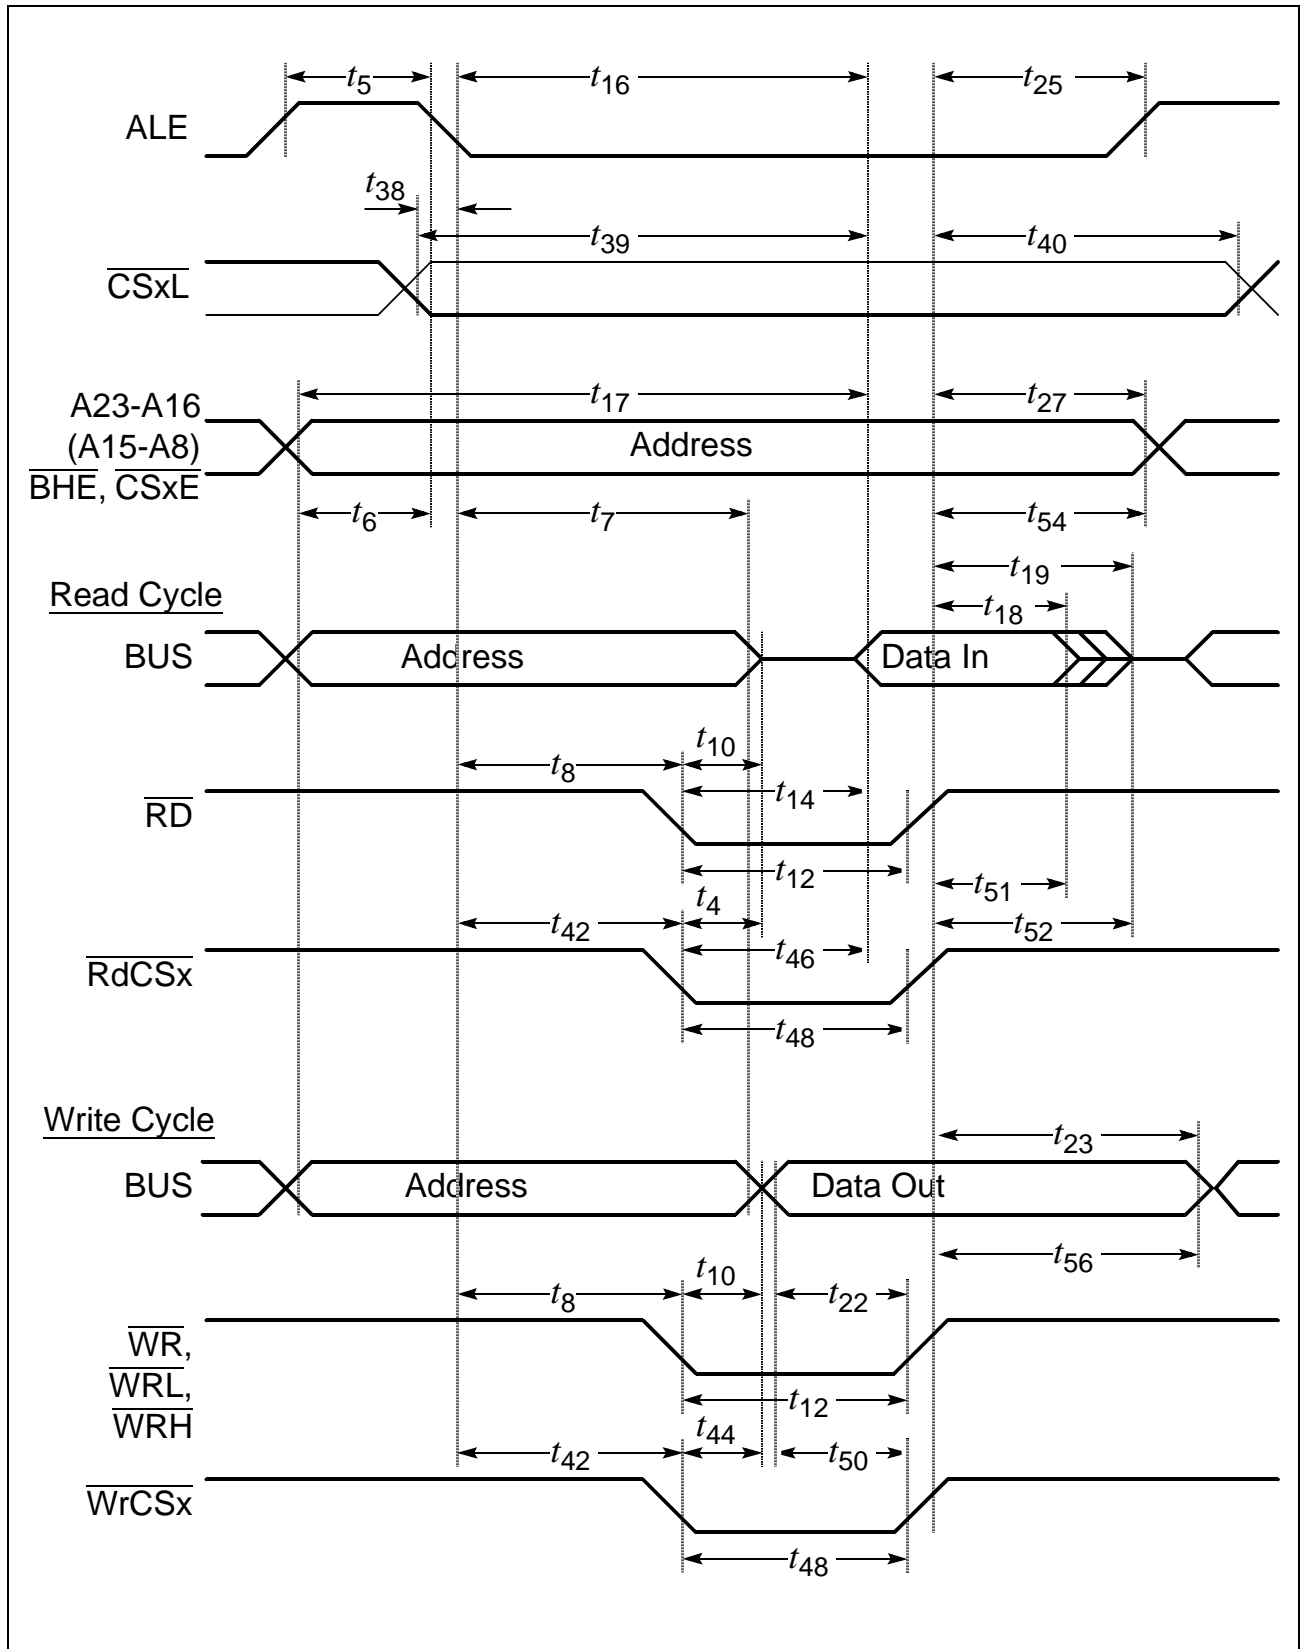 t5 t16 t25
ALE
t38
t39 t40
CSxL
t17 t27
A23-A16
(A15-A8)
BHE, CSxE
Address
t6 t7 t54
t19
Read Cycle
t18
BUS Address Data In
t10
t8
t14
RD
t12
t51
t4
t42 t52
t46
RdCSx
t48
Write Cycle
t23
BUS Address Data Out
t56
t10
t8 t22
WR,
WRL,
WRH
t12
t44
t42 t50
WrCSx
t48